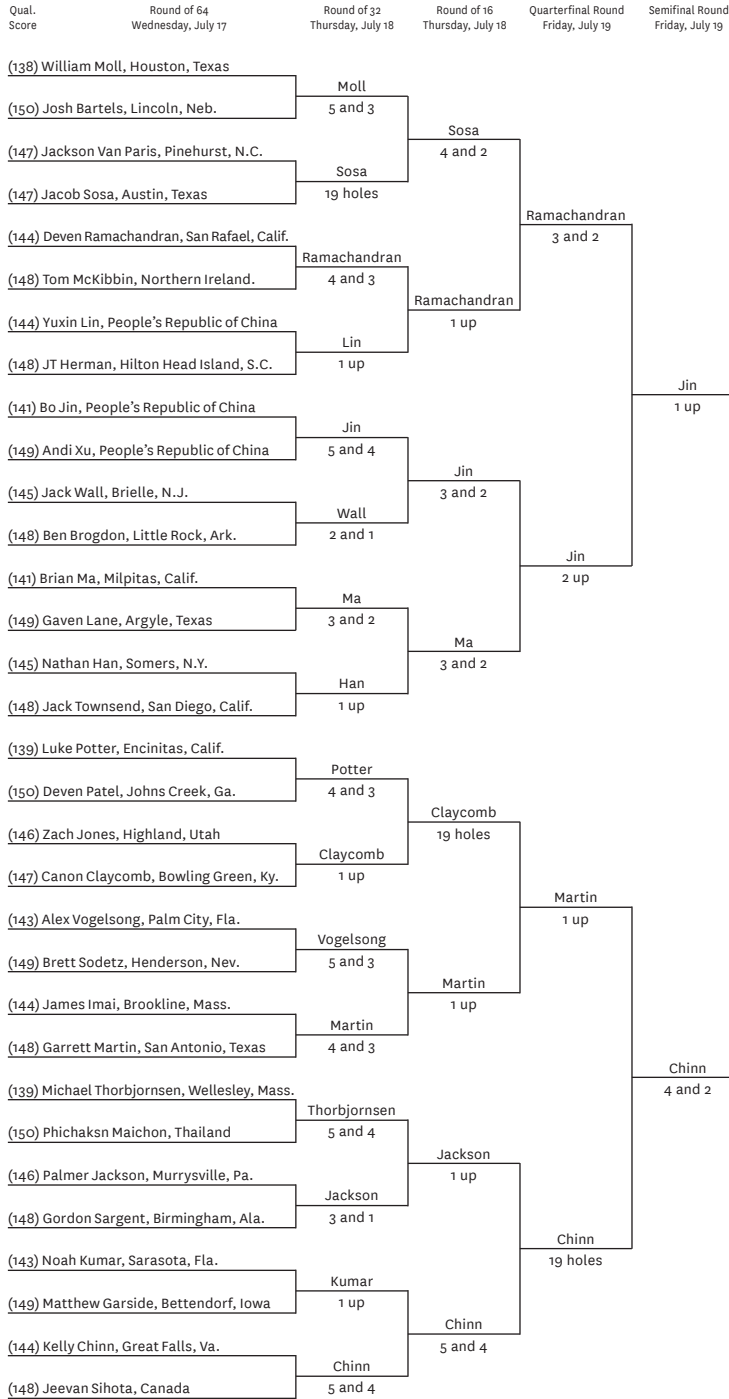 Qual. Round of 64 Round of 32 Round of 16 Quarterfinal Round Semifinal Round
Score Wednesday, July 17 Thursday, July 18 Thursday, July 18 Friday, July 19 Friday, July 19
(138) William Moll, Houston, Texas
Moll
(150) Josh Bartels, Lincoln, Neb.
5 and 3
Sosa
(147) Jackson Van Paris, Pinehurst, N.C.
4 and 2
Sosa
(147) Jacob Sosa, Austin, Texas
19 holes
Ramachandran
(144) Deven Ramachandran, San Rafael, Calif.
3 and 2
Ramachandran
(148) Tom McKibbin, Northern Ireland.
4 and 3
Ramachandran
(144) Yuxin Lin, People's Republic of China
1 up
Lin
(148) JT Herman, Hilton Head Island, S.C.
1 up
Jin
(141) Bo Jin, People's Republic of China
1 up
Jin
(149) Andi Xu, People's Republic of China
5 and 4
Jin
(145) Jack Wall, Brielle, N.J.
3 and 2
Wall
(148) Ben Brogdon, Little Rock, Ark.
2 and 1
Jin
(141) Brian Ma, Milpitas, Calif.
2 up
Ma
(149) Gaven Lane, Argyle, Texas
3 and 2
Ma
(145) Nathan Han, Somers, N.Y.
3 and 2
Han
(148) Jack Townsend, San Diego, Calif.
1 up
(139) Luke Potter, Encinitas, Calif.
Potter
(150) Deven Patel, Johns Creek, Ga.
4 and 3
Claycomb
(146) Zach Jones, Highland, Utah
19 holes
Claycomb
(147) Canon Claycomb, Bowling Green, Ky.
1 up
Martin
(143) Alex Vogelsong, Palm City, Fla.
1 up
Vogelsong
(149) Brett Sodetz, Henderson, Nev.
5 and 3
Martin
(144) James Imai, Brookline, Mass.
1 up
Martin
(148) Garrett Martin, San Antonio, Texas
4 and 3
Chinn
(139) Michael Thorbjornsen, Wellesley, Mass.
4 and 2
Thorbjornsen
(150) Phichaksn Maichon, Thailand
5 and 4
Jackson
(146) Palmer Jackson, Murrysville, Pa.
1 up
Jackson
(148) Gordon Sargent, Birmingham, Ala.
3 and 1
Chinn
(143) Noah Kumar, Sarasota, Fla.
19 holes
Kumar
(149) Matthew Garside, Bettendorf, Iowa
1 up
Chinn
(144) Kelly Chinn, Great Falls, Va.
5 and 4
Chinn
(148) Jeevan Sihota, Canada
5 and 4